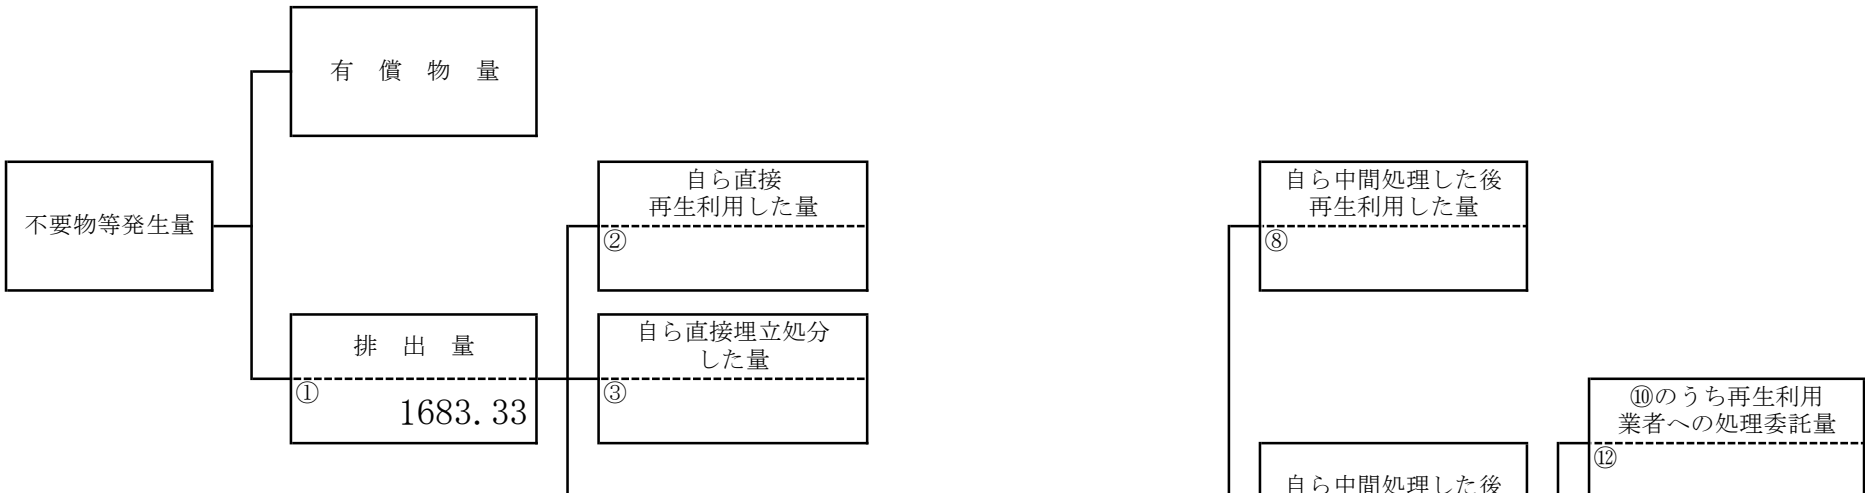 有 償 物 量
不要物等発生量
自ら直接
再生利用した量
②
自ら中間処理した後
再生利用した量
⑧
排 出 量
①
1683.33
自ら直接埋立処分
した量
③
⑩のうち再生利用
業者への処理委託量
⑫
自ら中間処理した後